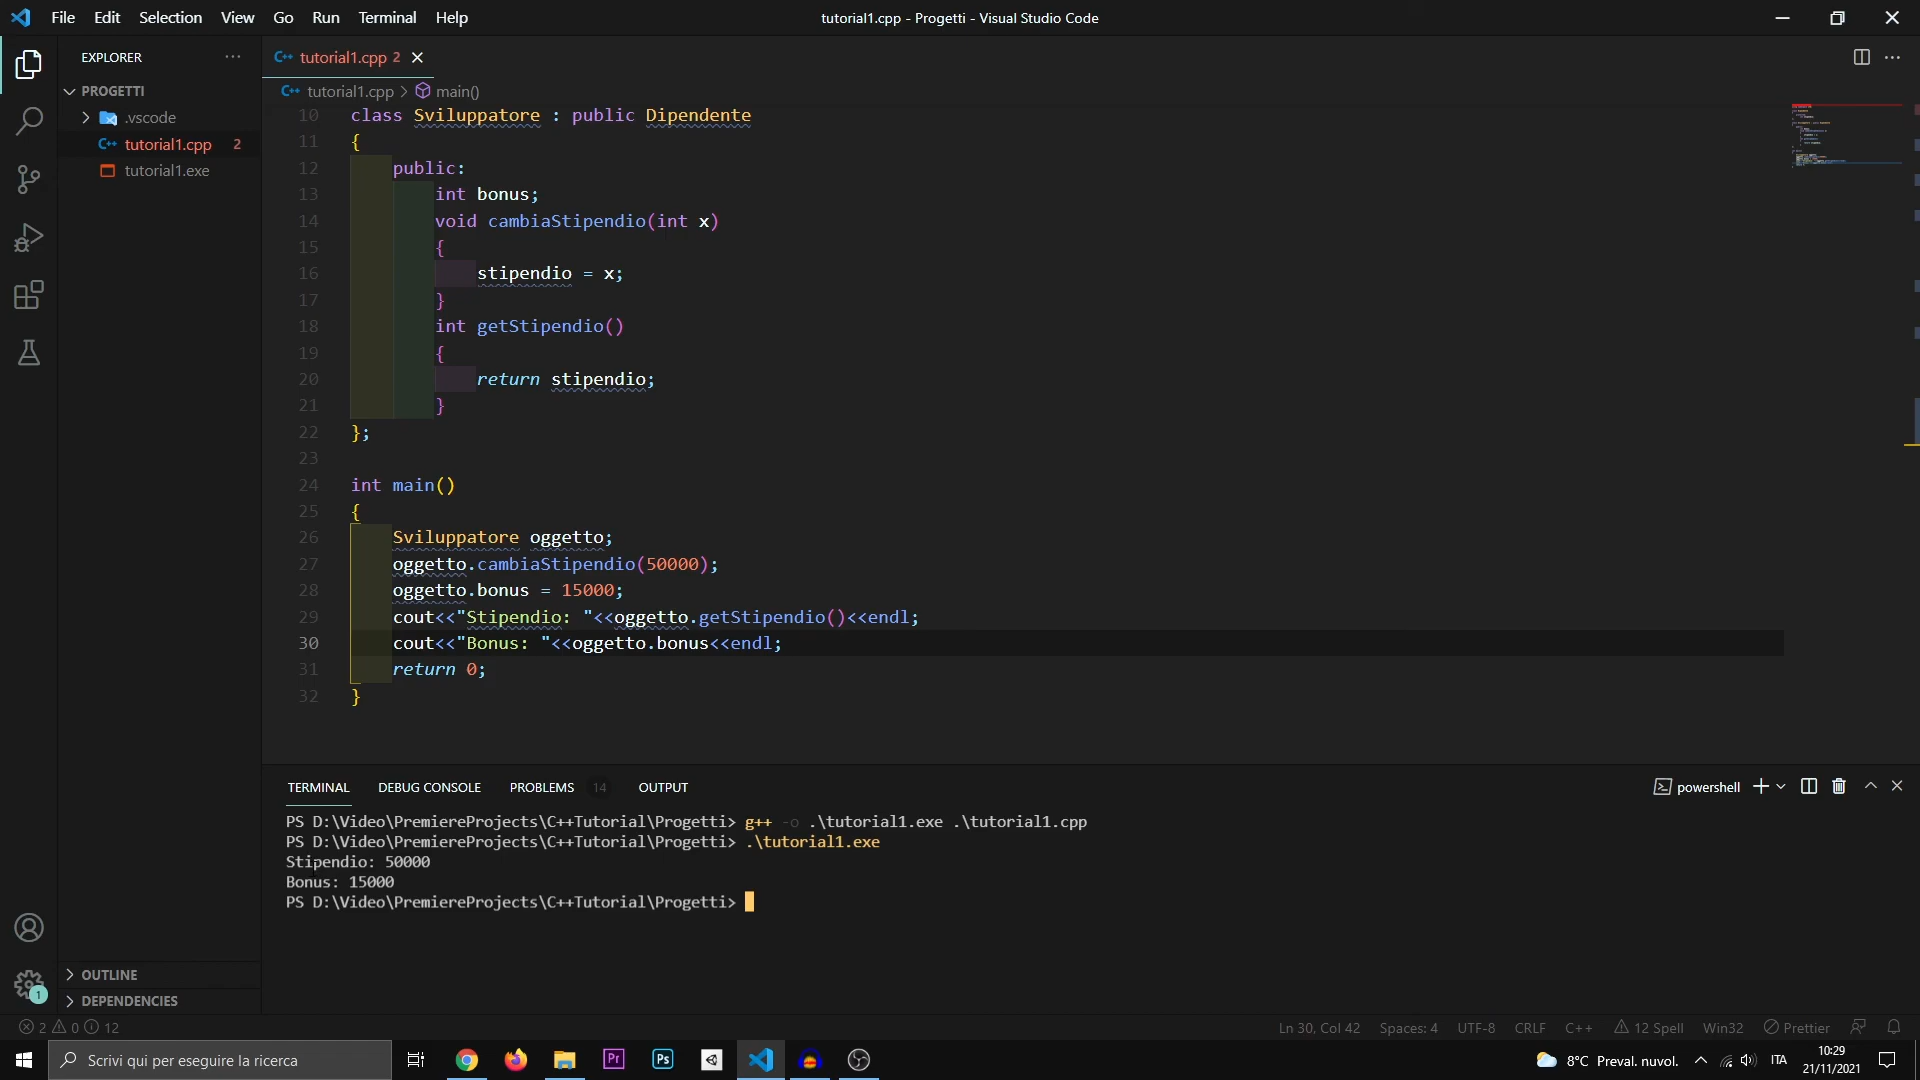 File Edit Selection View Go Run Terminal Help
tutorial1.cpp - Progetti - Visual Studio Code
EXPLORER
PROGETTI
.vscode
tutorial1.cpp 2
tutorial1.exe
OUTLINE
DEPENDENCIES
tutorial1.cpp 2
tutorial1.cpp > main()
10 class Sviluppatore : public Dipendente
11 {
12 public:
13 int bonus;
14 void cambiaStipendio(int x)
15 {
16 stipendio = x;
17 }
18 int getStipendio()
19 {
20 return stipendio;
21 }
22 };
23
24 int main()
25 {
26 Sviluppatore oggetto;
27 oggetto.cambiaStipendio(50000);
28 oggetto.bonus = 15000;
29 cout<<"Stipendio: "<<oggetto.getStipendio()<<endl;
30 cout<<"Bonus: "<<oggetto.bonus<<endl;
31 return 0;
32 }
TERMINAL DEBUG CONSOLE PROBLEMS 14 OUTPUT
powershell
PS D:\Video\PremiereProjects\C++Tutorial\Progetti> g++ -o .\tutorial1.exe .\tutorial1.cpp
PS D:\Video\PremiereProjects\C++Tutorial\Progetti> .\tutorial1.exe
Stipendio: 50000
Bonus: 15000
PS D:\Video\PremiereProjects\C++Tutorial\Progetti>
1
2 0 12
Ln 30, Col 42 Spaces: 4 UTF-8 CRLF C++ 12 Spell Win32 Prettier
Scrivi qui per eseguire la ricerca
Pr
Ps
8°C Preval. nuvol.
ITA
10:29
21/11/2021